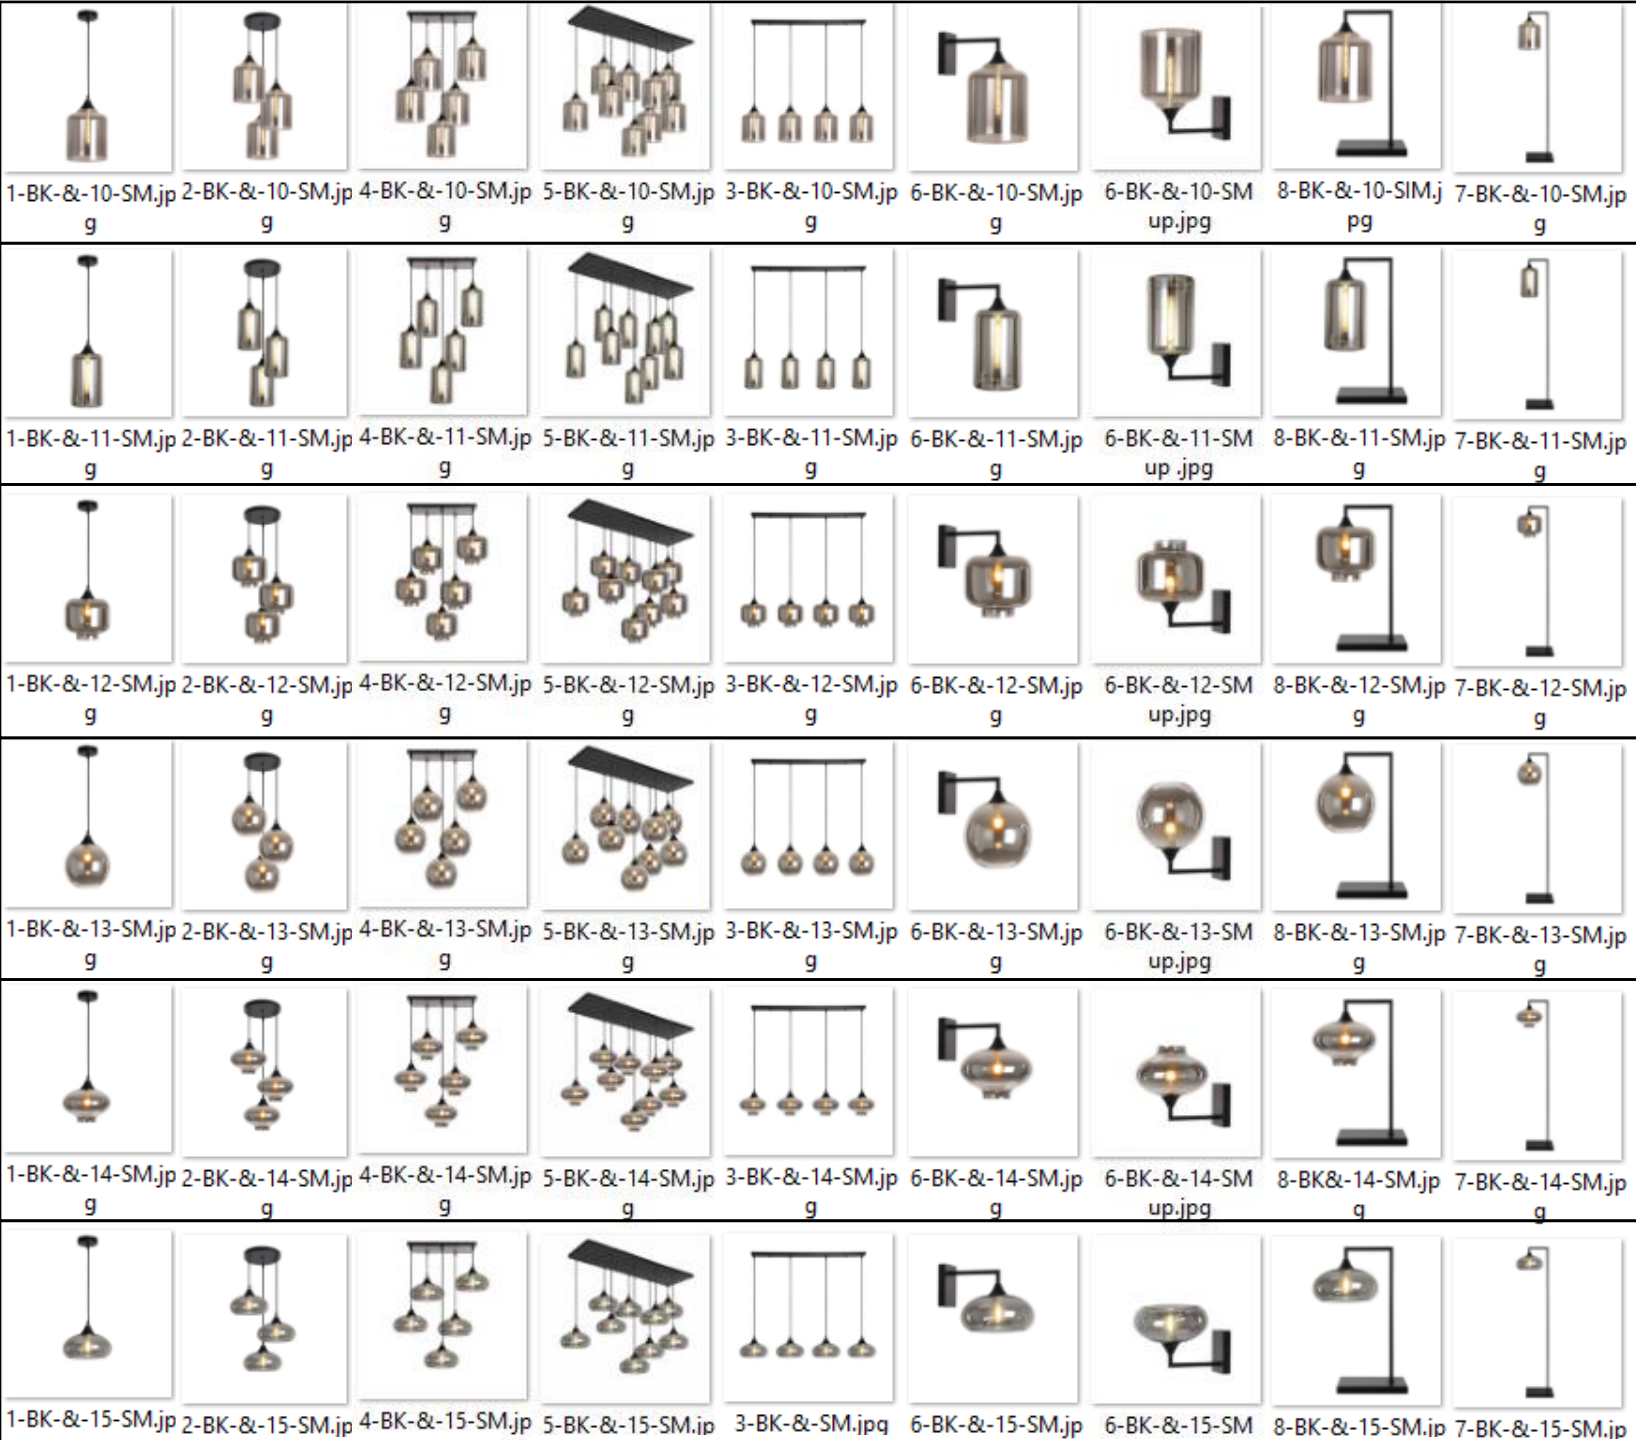 1-BK-&-10-SM.jp 2-BK-&-10-SM.jp 4-BK-&-10-SM.jp 5-BK-&-10-SM.jp 3-BK-&-10-SM.jp 6-BK-&-10-SM.jp 6-BK-&-10-SM 8-BK-&-10-SIM.j 7-BK-&-10-SM.jp
g g g g g g up.jpg pg g
1-BK-&-11-SM.jp 2-BK-&-11-SM.jp 4-BK-&-11-SM.jp 5-BK-&-11-SM.jp 3-BK-&-11-SM.jp 6-BK-&-11-SM.jp 6-BK-&-11-SM 8-BK-&-11-SM.jp 7-BK-&-11-SM.jp
g g g g g g up .jpg g g
1-BK-&-12-SM.jp 2-BK-&-12-SM.jp 4-BK-&-12-SM.jp 5-BK-&-12-SM.jp 3-BK-&-12-SM.jp 6-BK-&-12-SM.jp 6-BK-&-12-SM 8-BK-&-12-SM.jp 7-BK-&-12-SM.jp
g g g g g g up.jpg g g
1-BK-&-13-SM.jp 2-BK-&-13-SM.jp 4-BK-&-13-SM.jp 5-BK-&-13-SM.jp 3-BK-&-13-SM.jp 6-BK-&-13-SM.jp 6-BK-&-13-SM 8-BK-&-13-SM.jp 7-BK-&-13-SM.jp
g g g g g g up.jpg g g
1-BK-&-14-SM.jp 2-BK-&-14-SM.jp 4-BK-&-14-SM.jp 5-BK-&-14-SM.jp 3-BK-&-14-SM.jp 6-BK-&-14-SM.jp 6-BK-&-14-SM 8-BK&-14-SM.jp 7-BK-&-14-SM.jp
g g g g g g up.jpg g g
1-BK-&-15-SM.jp 2-BK-&-15-SM.jp 4-BK-&-15-SM.jp 5-BK-&-15-SM.jp 3-BK-&-SM.jpg 6-BK-&-15-SM.jp 6-BK-&-15-SM 8-BK-&-15-SM.jp 7-BK-&-15-SM.jp